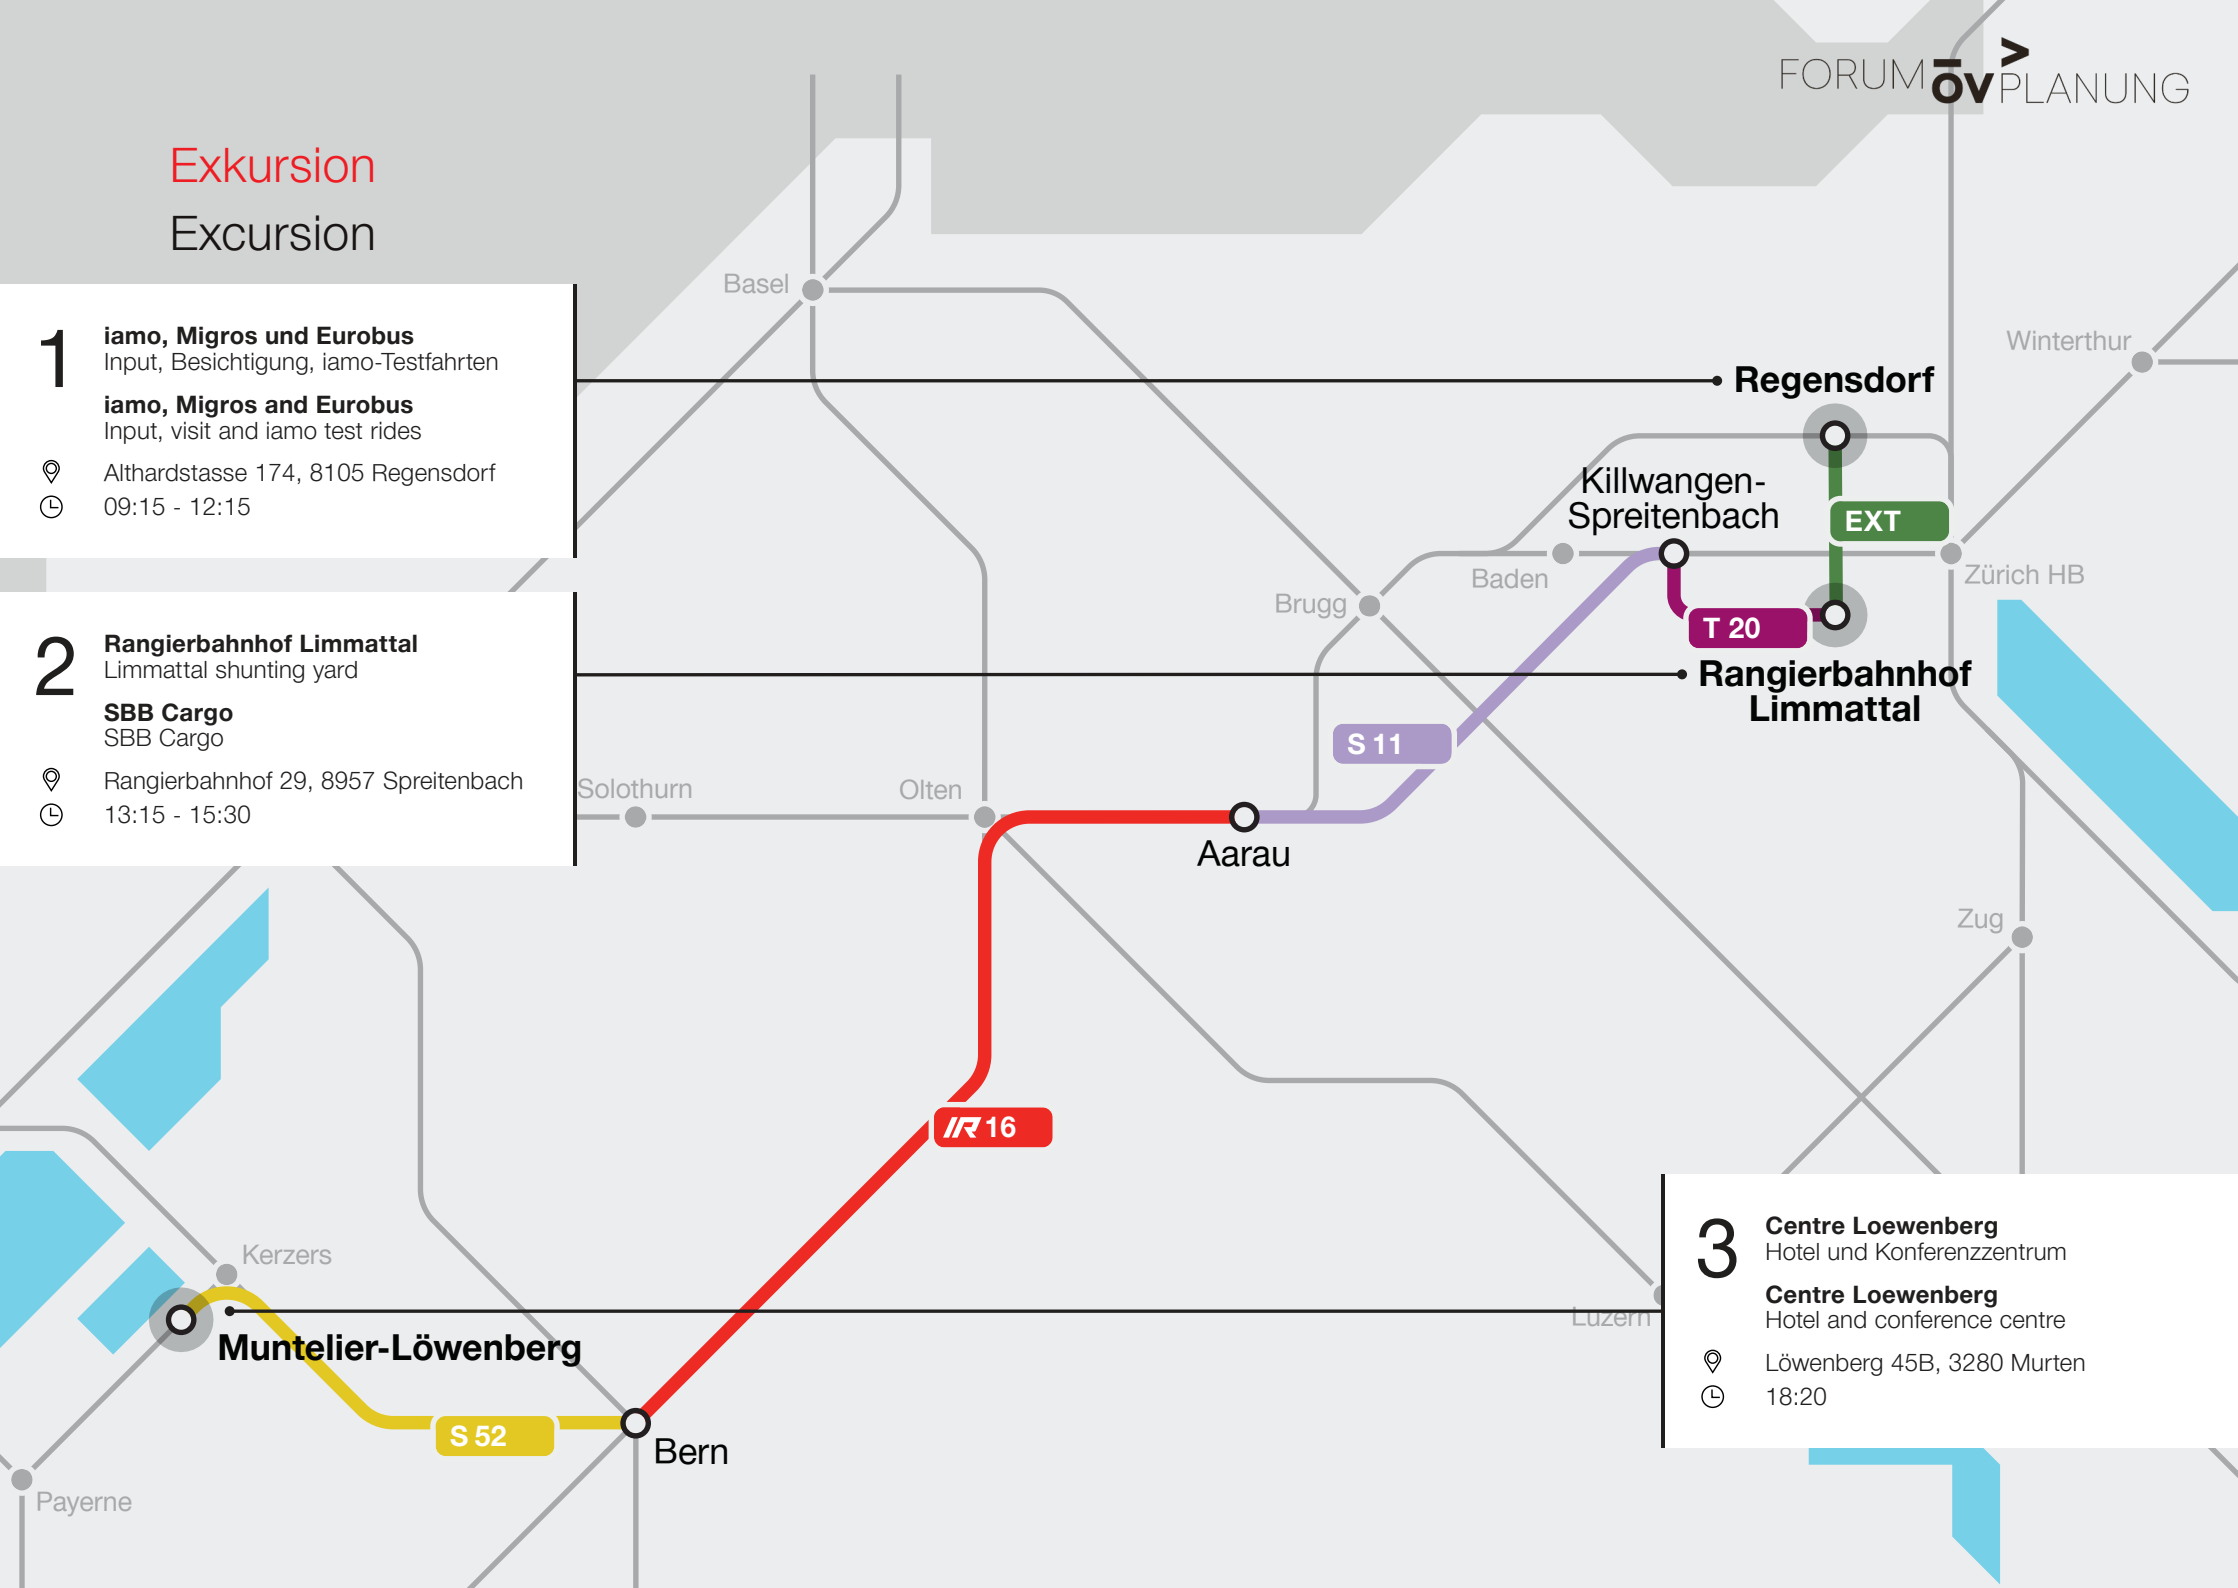 FORUM öv PLANUNG
Exkursion
Excursion
1
iamo, Migros und Eurobus
Input, Besichtigung, iamo-Testfahrten
iamo, Migros and Eurobus
Input, visit and iamo test rides
Althardstasse 174, 8105 Regensdorf
09:15 - 12:15
2
Rangierbahnhof Limmattal
Limmattal shunting yard
SBB Cargo
SBB Cargo
Rangierbahnhof 29, 8957 Spreitenbach
13:15 - 15:30
Basel
Winterthur
Regensdorf
Killwangen-
Spreitenbach
EXT
Baden
Zürich HB
Brugg
T 20
Rangierbahnhof
Limmattal
S 11
Solothurn
Olten
Aarau
Zug
IR 16
Kerzers
Luzern
Muntelier-Löwenberg
S 52
Bern
Payerne
3
Centre Loewenberg
Hotel und Konferenzzentrum
Centre Loewenberg
Hotel and conference centre
Löwenberg 45B, 3280 Murten
18:20